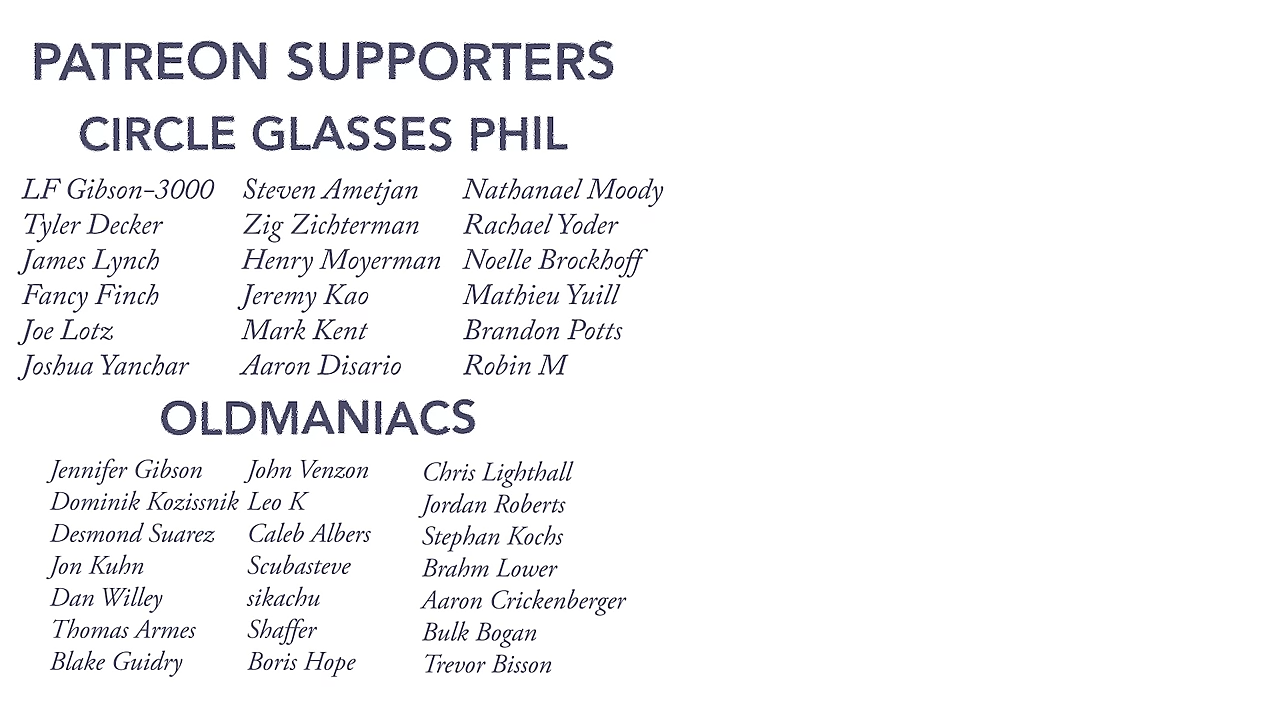 PATREON SUPPORTERS
CIRCLE GLASSES PHIL
LF Gibson-3000 Steven Ametjan Nathanael Moody
Tyler Decker Zig Zichterman Rachael Yoder
James Lynch Henry Moyerman Noelle Brockhoff
Fancy Finch Jeremy Kao Mathieu Yuill
Joe Lotz Mark Kent Brandon Potts
Joshua Yanchar Aaron Disario Robin M
OLDMANIACS
Jennifer Gibson John Venzon Chris Lighthall
Dominik Kozissnik Leo K Jordan Roberts
Desmond Suarez Caleb Albers Stephan Kochs
Jon Kuhn Scubasteve Brahm Lower
Dan Willey sikachu Aaron Crickenberger
Thomas Armes Shaffer Bulk Bogan
Blake Guidry Boris Hope Trevor Bisson